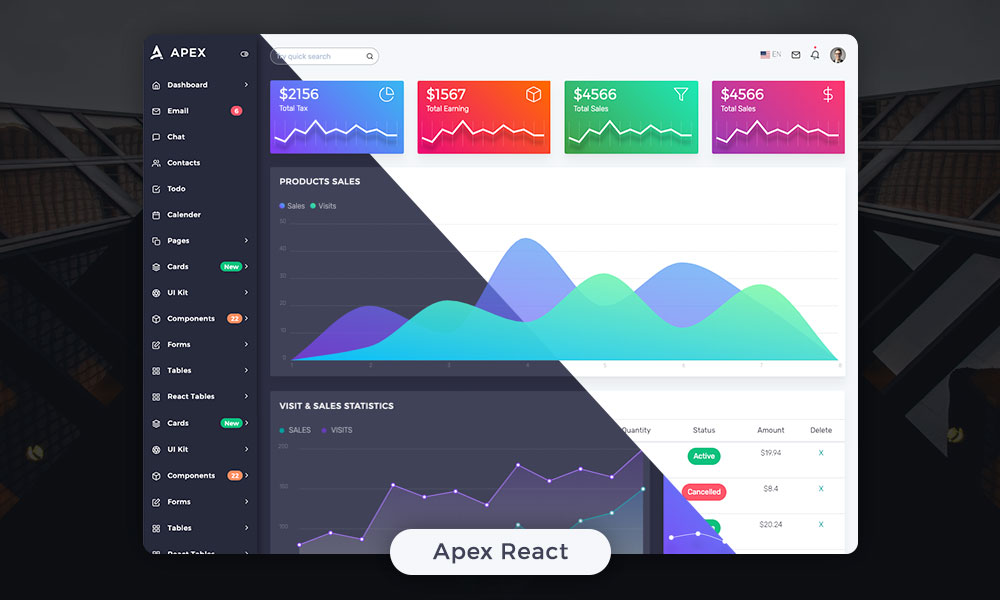 APEX
Try quick search
EN
Dashboard
Email 6
Chat
Contacts
Todo
Calender
Pages
Cards New
UI Kit
Components 22
Forms
Tables
React Tables
Cards New
UI Kit
Components 22
Forms
Tables
React Tables
$2156
Total Tax
$1567
Total Earning
$4566
Total Sales
$4566
Total Sales
$
PRODUCTS SALES
Sales Visits
50
40
30
20
10
0
1 2 3 4 5 6 7 8
VISIT & SALES STATISTICS
SALES VISITS
200
150
100
Quantity Status Amount Delete
Active $19.94 X
Cancelled $8.4 X
$20.24 X
Apex React